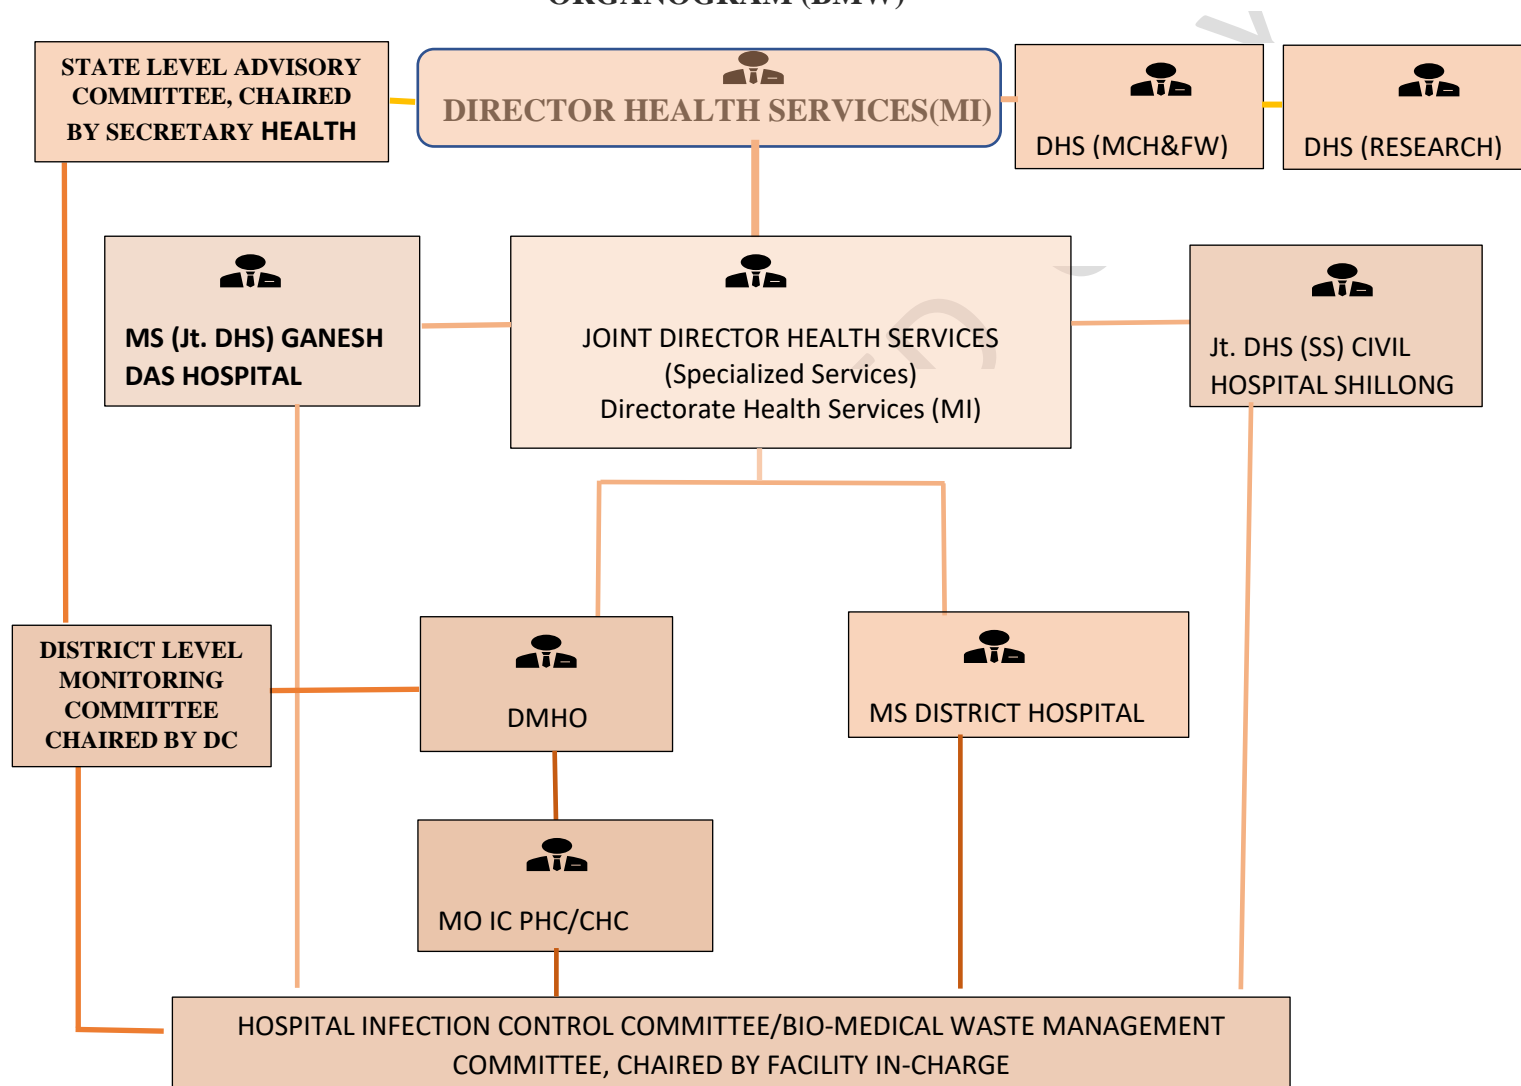 ORGANOGRAM (BMW)
STATE LEVEL ADVISORY
COMMITTEE, CHAIRED
BY SECRETARY HEALTH
DIRECTOR HEALTH SERVICES(MI)
DHS (MCH&FW)
DHS (RESEARCH)
MS (Jt. DHS) GANESH
DAS HOSPITAL
JOINT DIRECTOR HEALTH SERVICES
(Specialized Services)
Directorate Health Services (MI)
Jt. DHS (SS) CIVIL
HOSPITAL SHILLONG
DISTRICT LEVEL
MONITORING
COMMITTEE
CHAIRED BY DC
DMHO
MS DISTRICT HOSPITAL
MO IC PHC/CHC
HOSPITAL INFECTION CONTROL COMMITTEE/BIO-MEDICAL WASTE MANAGEMENT
COMMITTEE, CHAIRED BY FACILITY IN-CHARGE